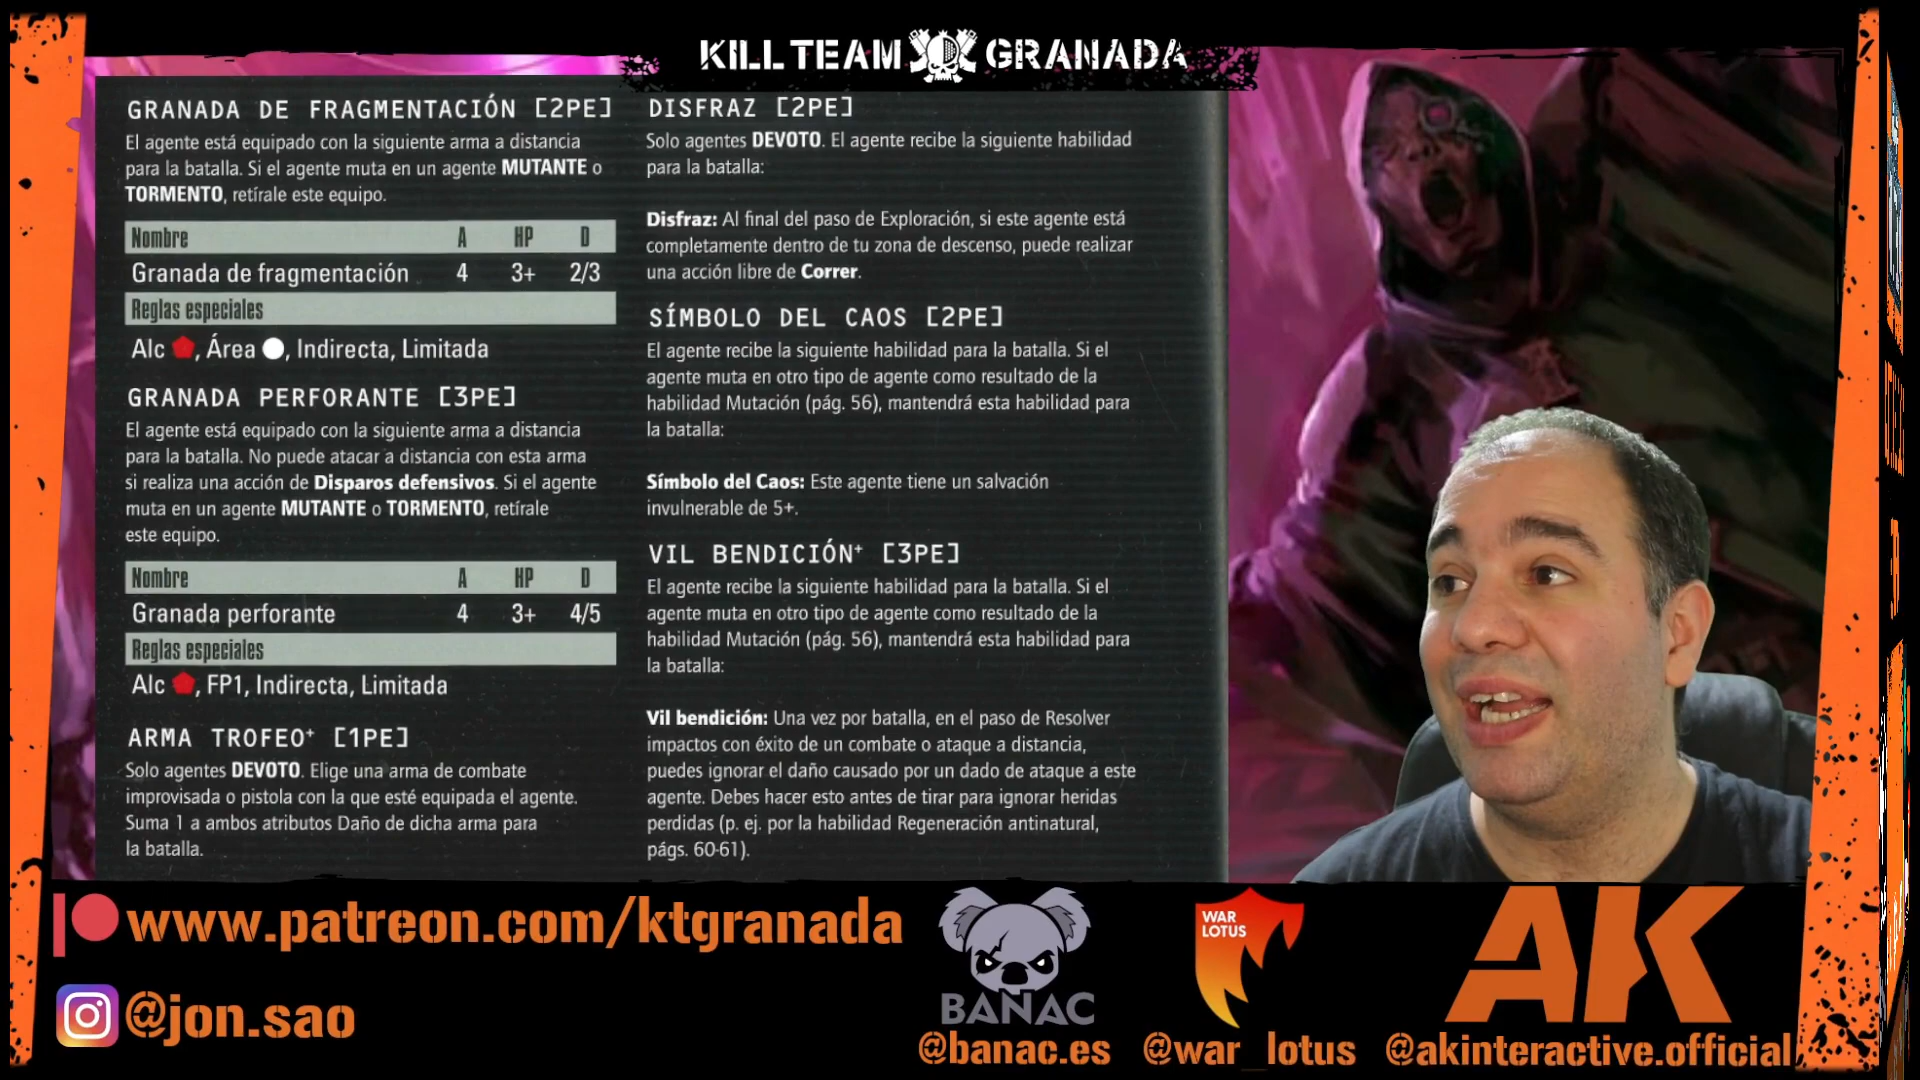 KILL TEAM GRANADA
GRANADA DE FRAGMENTACIÓN [2PE]
El agente está equipado con la siguiente arma a distancia
para la batalla. Si el agente muta en un agente MUTANTE o
TORMENTO, retírale este equipo.
Nombre A HP D
Granada de fragmentación 4 3+ 2/3
Reglas especiales
Alc , Área , Indirecta, Limitada
GRANADA PERFORANTE [3PE]
El agente está equipado con la siguiente arma a distancia
para la batalla. No puede atacar a distancia con esta arma
si realiza una acción de Disparos defensivos. Si el agente
muta en un agente MUTANTE o TORMENTO, retírale
este equipo.
Nombre A HP D
Granada perforante 4 3+ 4/5
Reglas especiales
Alc , FP1, Indirecta, Limitada
ARMA TROFEO+ [1PE]
Solo agentes DEVOTO. Elige una arma de combate
improvisada o pistola con la que esté equipada el agente.
Suma 1 a ambos atributos Daño de dicha arma para
la batalla.
DISFRAZ [2PE]
Solo agentes DEVOTO. El agente recibe la siguiente habilidad
para la batalla:
Disfraz: Al final del paso de Exploración, si este agente está
completamente dentro de tu zona de descenso, puede realizar
una acción libre de Correr.
SÍMBOLO DEL CAOS [2PE]
El agente recibe la siguiente habilidad para la batalla. Si el
agente muta en otro tipo de agente como resultado de la
habilidad Mutación (pág. 56), mantendrá esta habilidad para
la batalla:
Símbolo del Caos: Este agente tiene un salvación
invulnerable de 5+.
VIL BENDICIÓN+ [3PE]
El agente recibe la siguiente habilidad para la batalla. Si el
agente muta en otro tipo de agente como resultado de la
habilidad Mutación (pág. 56), mantendrá esta habilidad para
la batalla:
Vil bendición: Una vez por batalla, en el paso de Resolver
impactos con éxito de un combate o ataque a distancia,
puedes ignorar el daño causado por un dado de ataque a este
agente. Debes hacer esto antes de tirar para ignorar heridas
perdidas (p. ej. por la habilidad Regeneración antinatural,
págs. 60-61).
www.patreon.com/ktgranada
@jon.sao
BANAC
@banac.es
WAR
LOTUS
@war_lotus
AK
@akinteractive.official